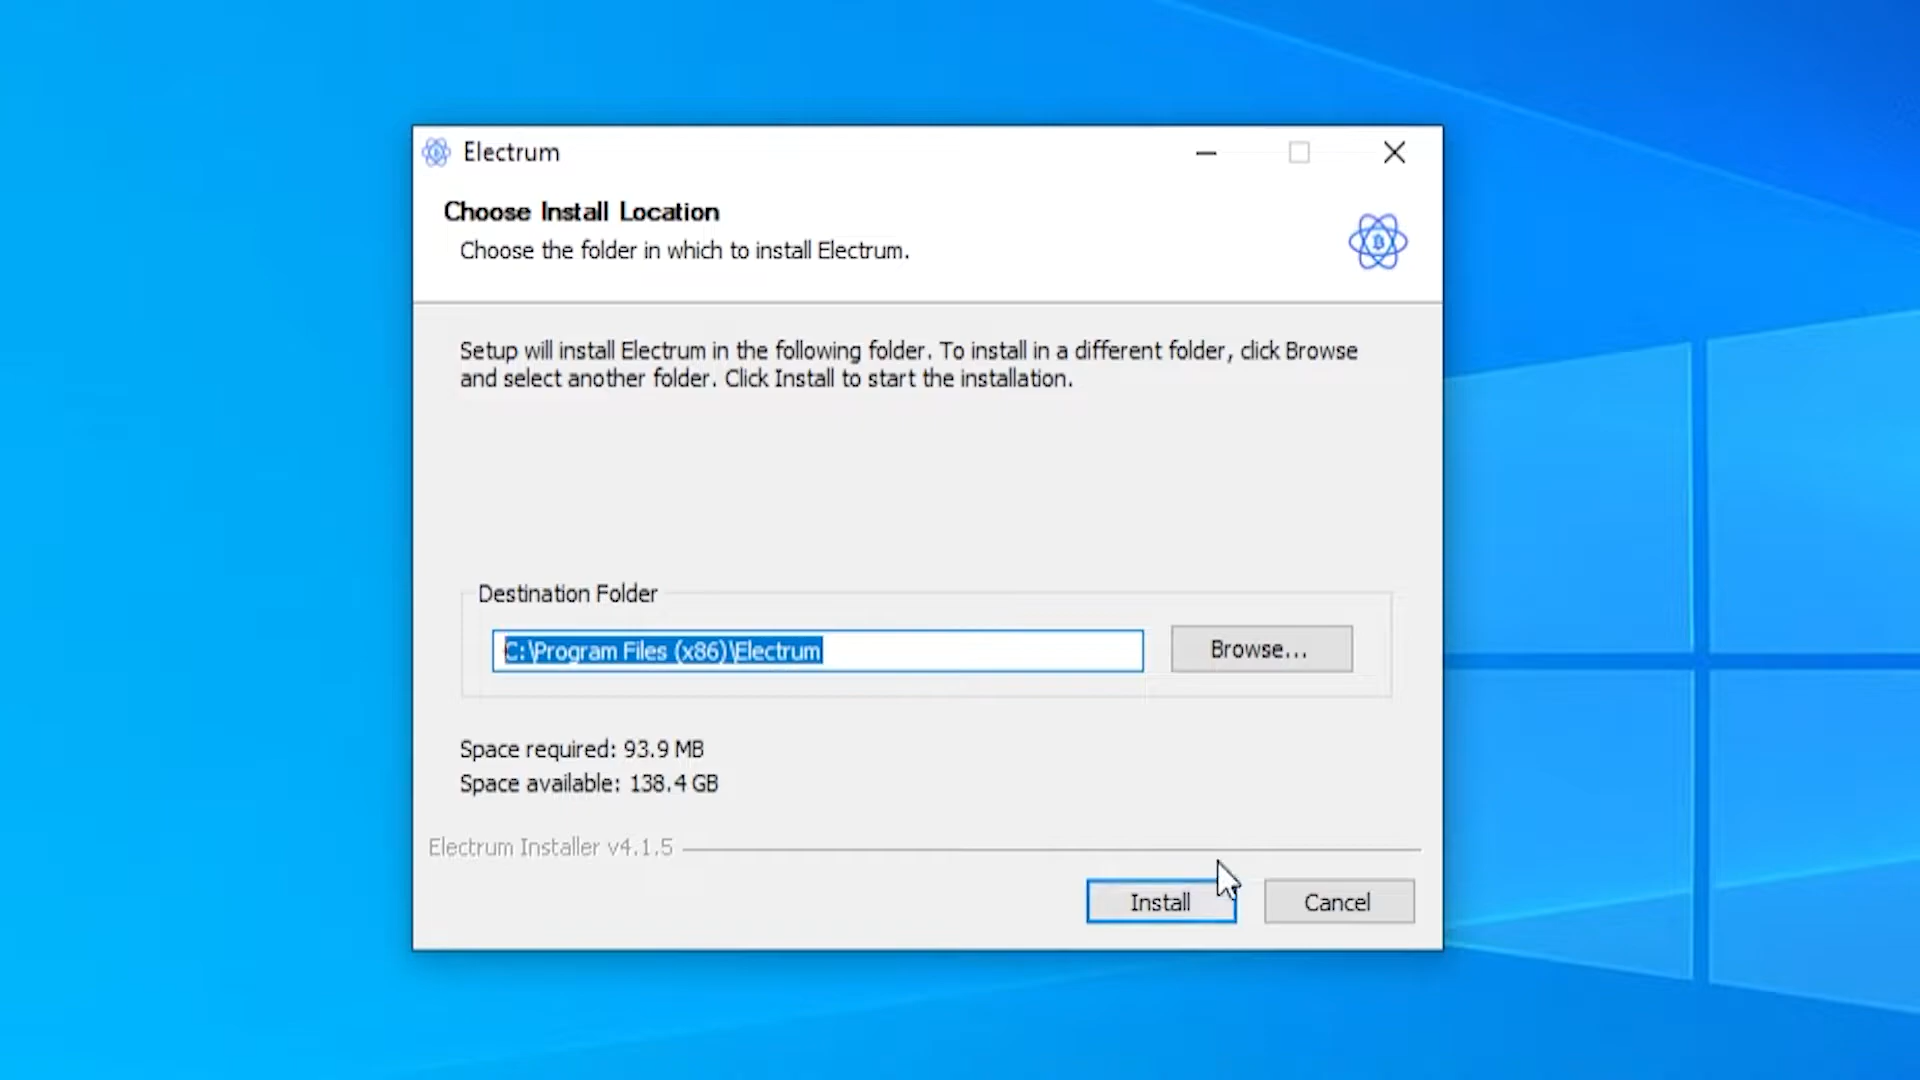 Electrum
Choose Install Location
Choose the folder in which to install Electrum.
Setup will install Electrum in the following folder. To install in a different folder, click Browse
and select another folder. Click Install to start the installation.
Destination Folder
C:\Program Files (x86)\Electrum
Browse...
Space required: 93.9 MB
Space available: 138.4 GB
Electrum Installer v4.1.5
Install
Cancel